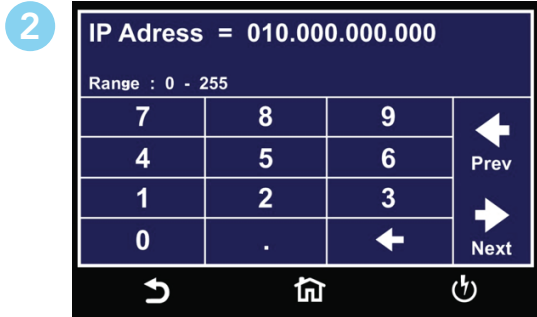 2
IP Adress = 010.000.000.000
Range : 0 - 255
7 8 9
4 5 6 Prev
1 2 3
0 . Next